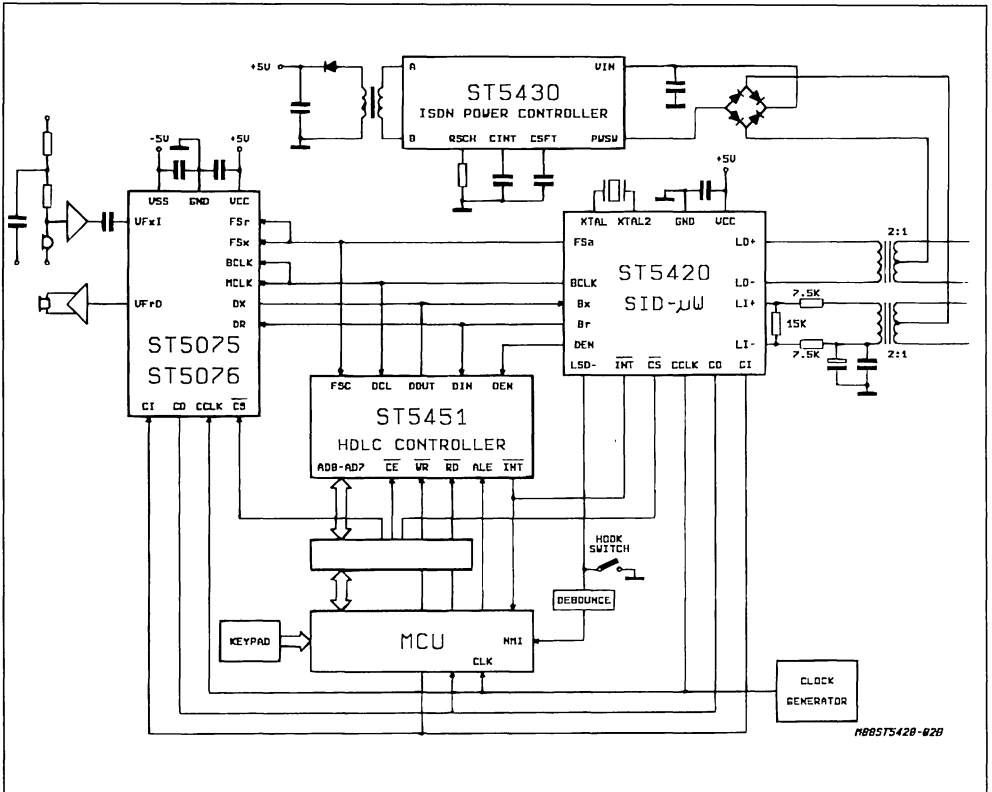 +5V
A
VIN
ST5430
ISDN POWER CONTROLLER
B
RSCH
CINT
CSFT
PWSW
-5V
+5V
+5V
VSS
GND
VCC
VFxI
FSr
FSx
BCLK
MCLK
DX
DR
VFrO
ST5075
ST5076
CI
CO
CCLK
CS
XTAL
XTAL2
GND
VCC
FSa
LO+
ST5420
SID-µW
BCLK
LO-
Bx
LI+
Br
DEN
LI-
LSD-
INT
CS
CCLK
CO
CI
2:1
7.5K
15K
7.5K
2:1
FSC
DCL
DOUT
DIN
DEN
ST5451
HDLC CONTROLLER
AD0-AD7
CE
WR
RD
ALE
INT
HOOK
SWITCH
DEBOUNCE
KEYPAD
MCU
NMI
CLK
CLOCK
GENERATOR
M88ST5420-02B